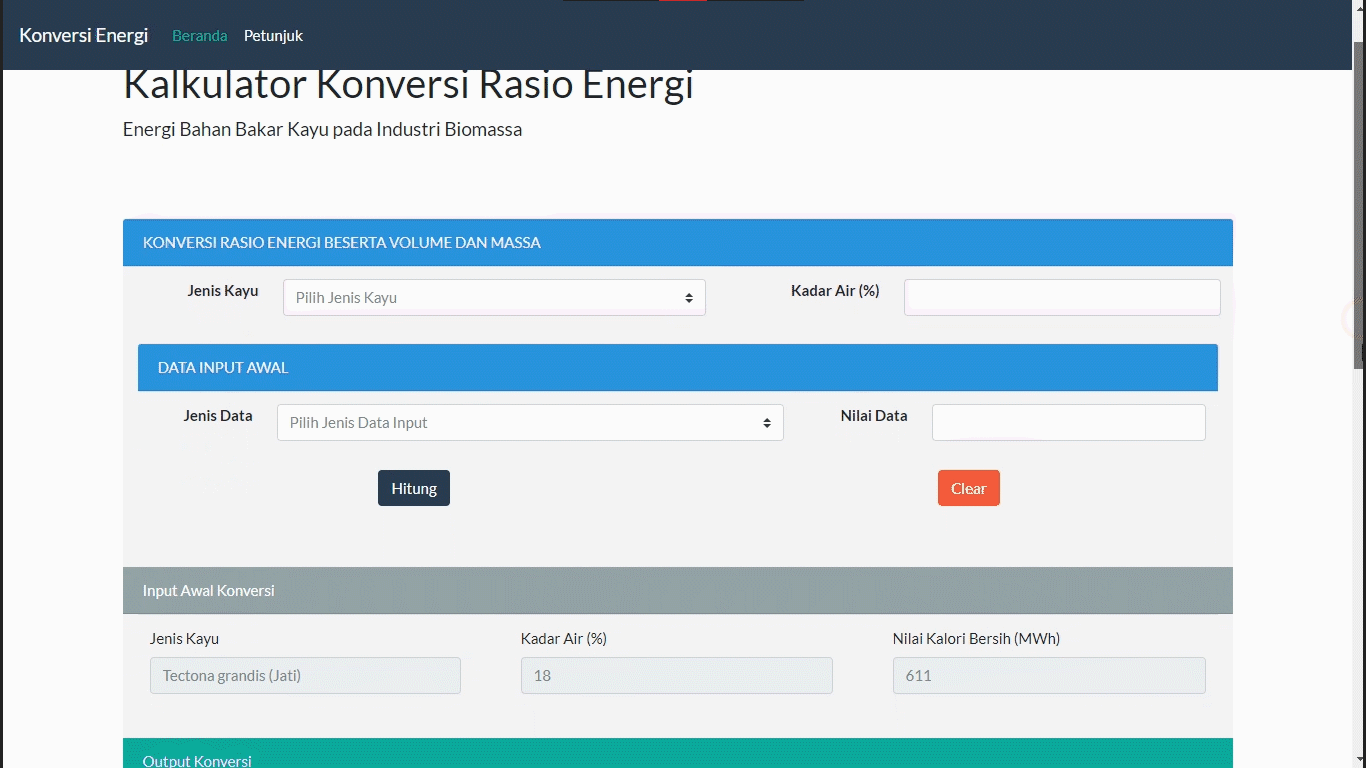 Konversi Energi Beranda Petunjuk
Kalkulator Konversi Rasio Energi
Energi Bahan Bakar Kayu pada Industri Biomassa
KONVERSI RASIO ENERGI BESERTA VOLUME DAN MASSA
Jenis Kayu Pilih Jenis Kayu Kadar Air (%)
DATA INPUT AWAL
Jenis Data Pilih Jenis Data Input Nilai Data
Hitung Clear
Input Awal Konversi
Jenis Kayu Kadar Air (%) Nilai Kalori Bersih (MWh)
Tectona grandis (Jati) 18 611
Output Konversi